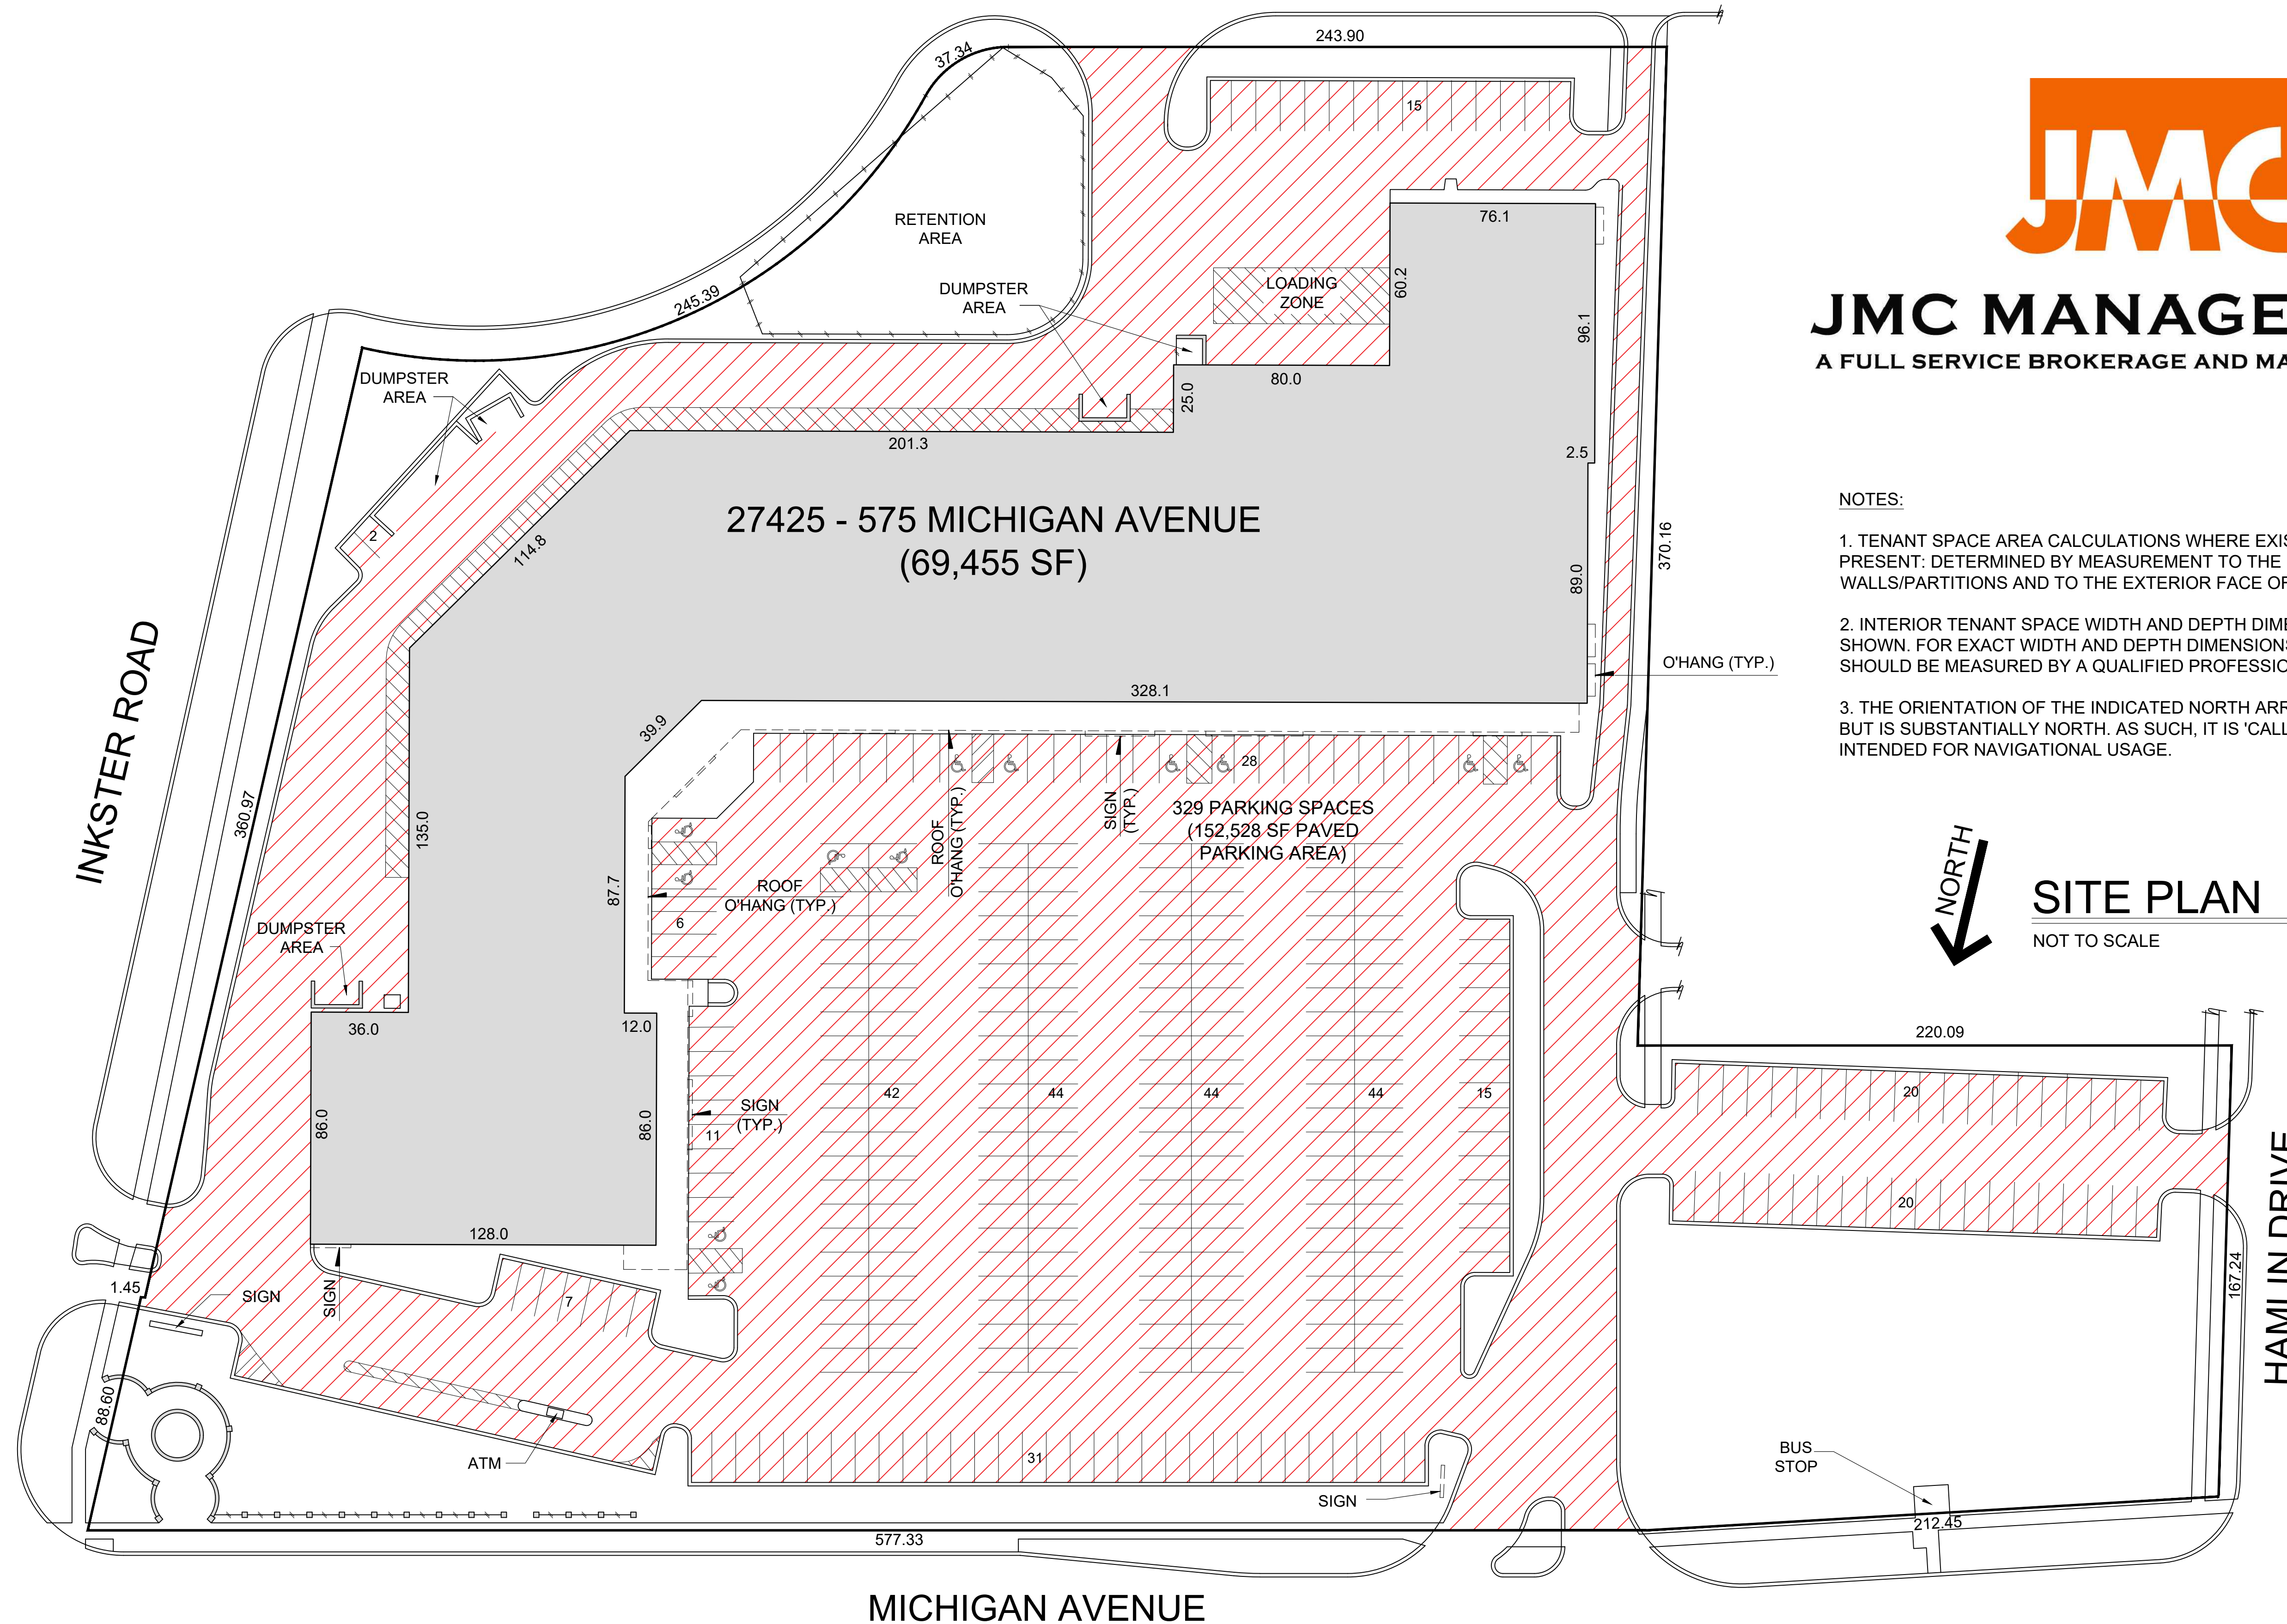 243.90
37.34
15
JMC
RETENTION
AREA
76.1
LOADING
ZONE
60.2
DUMPSTER
AREA
245.39
JMC MANAGE
A FULL SERVICE BROKERAGE AND MA
96.1
DUMPSTER
AREA
80.0
25.0
201.3
2.5
NOTES:
27425 - 575 MICHIGAN AVENUE
(69,455 SF)
2
114.8
370.16
89.0
1. TENANT SPACE AREA CALCULATIONS WHERE EXIS
PRESENT: DETERMINED BY MEASUREMENT TO THE
WALLS/PARTITIONS AND TO THE EXTERIOR FACE OF
2. INTERIOR TENANT SPACE WIDTH AND DEPTH DIME
SHOWN. FOR EXACT WIDTH AND DEPTH DIMENSIONS
SHOULD BE MEASURED BY A QUALIFIED PROFESSIO
3. THE ORIENTATION OF THE INDICATED NORTH ARR
BUT IS SUBSTANTIALLY NORTH. AS SUCH, IT IS 'CALL
INTENDED FOR NAVIGATIONAL USAGE.
O'HANG (TYP.)
328.1
39.9
INKSTER ROAD
360.97
135.0
28
ROOF
O'HANG (TYP.)
SIGN
(TYP.)
329 PARKING SPACES
(152,528 SF PAVED
PARKING AREA)
87.7
ROOF
O'HANG (TYP.)
6
NORTH
SITE PLAN
NOT TO SCALE
DUMPSTER
AREA
36.0
12.0
220.09
86.0
86.0
SIGN
(TYP.)
11
42
44
44
44
15
20
20
128.0
HAMLIN DRIVE
167.24
1.45
SIGN
SIGN
7
88.60
ATM
31
SIGN
BUS
STOP
212.45
577.33
MICHIGAN AVENUE